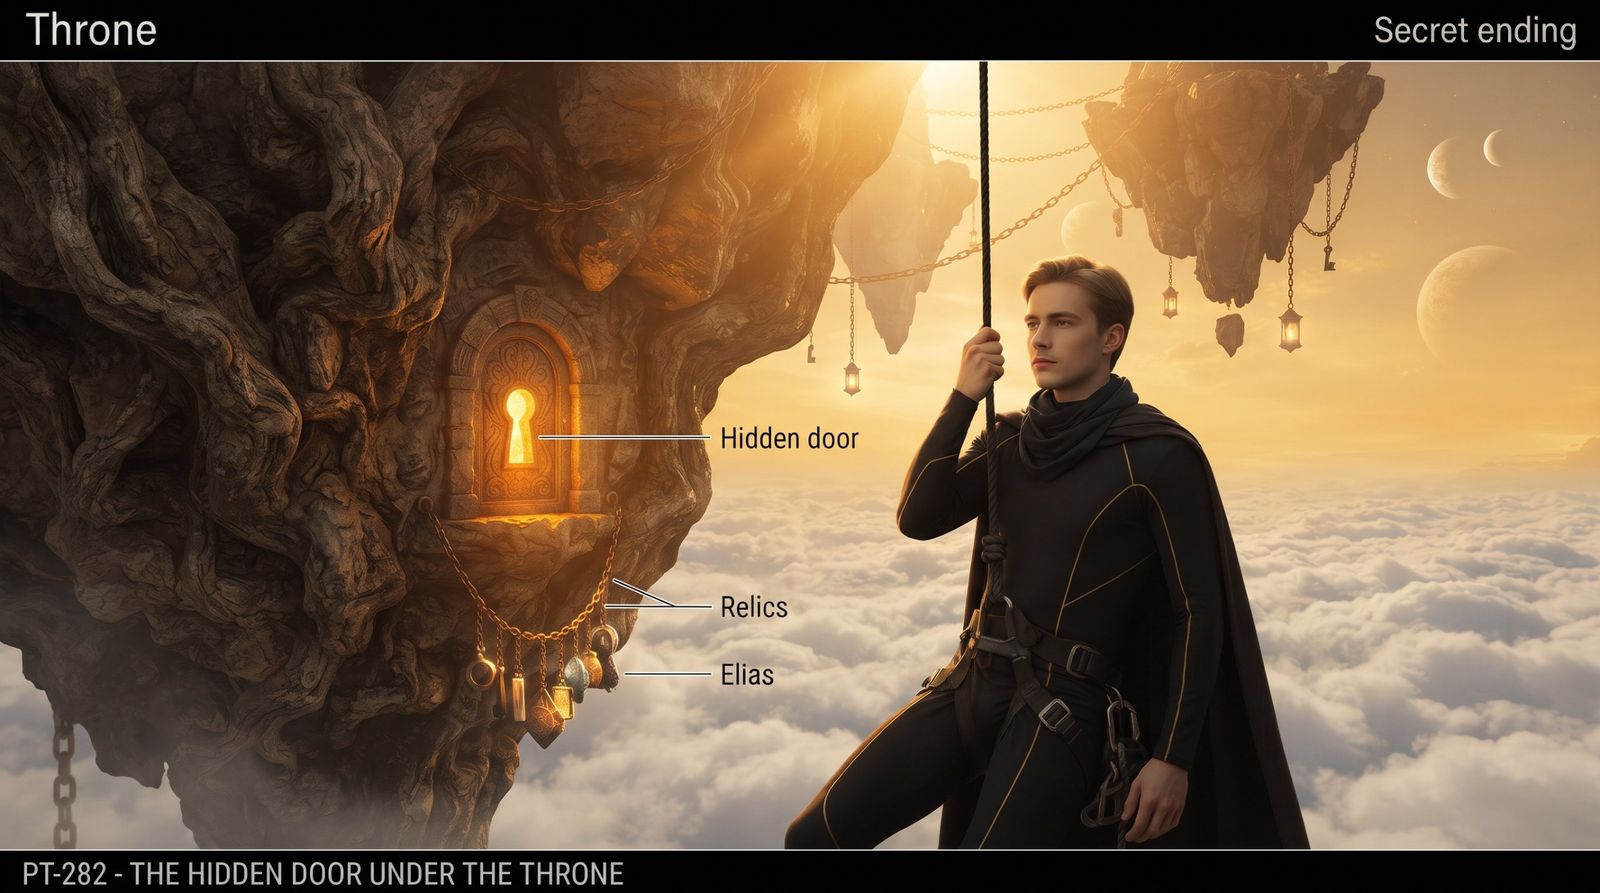 Throne
Secret ending
Hidden door
Relics
Elias
PT-282 - THE HIDDEN DOOR UNDER THE THRONE